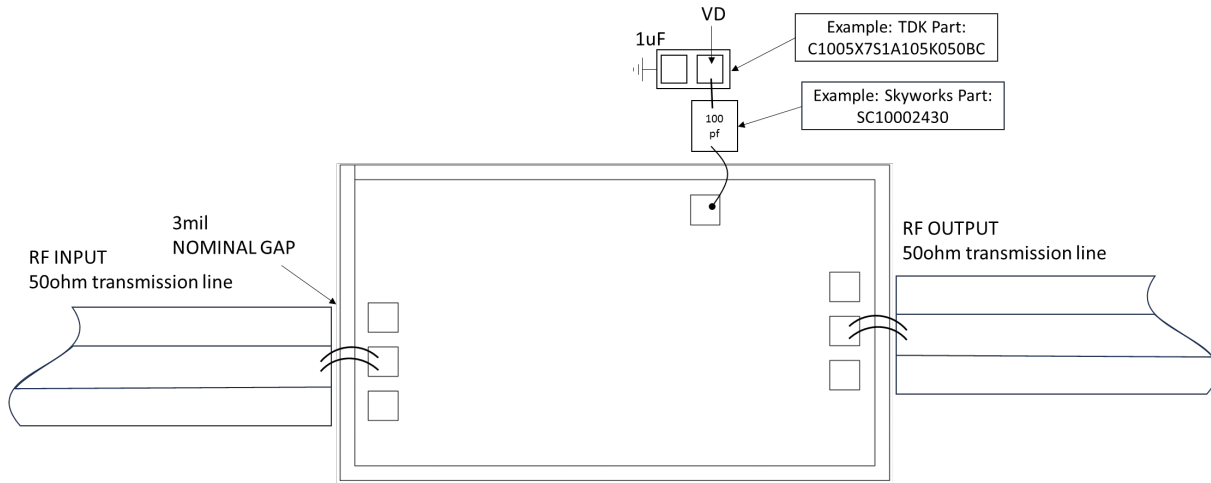 VD
1uF
Example: TDK Part:
C1005X7S1A105K050BC
Example: Skyworks Part:
SC10002430
100
pf
3mil
NOMINAL GAP
RF INPUT
50ohm transmission line
RF OUTPUT
50ohm transmission line